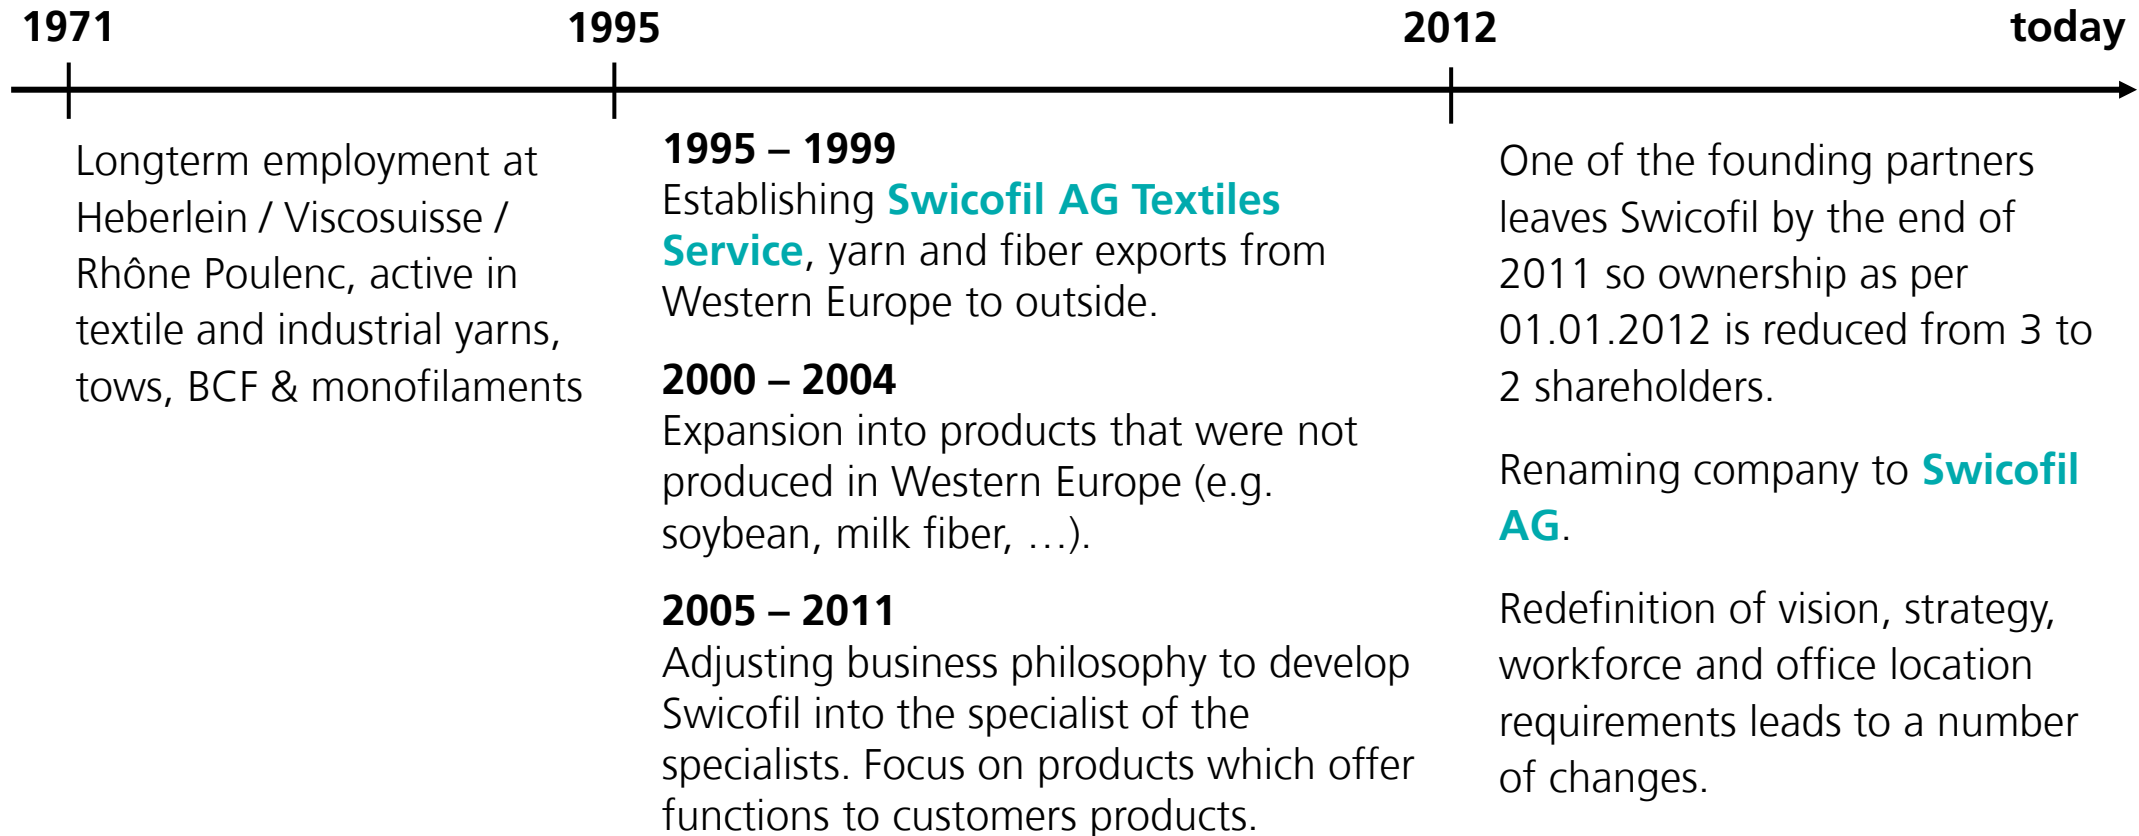 1971
1995
2012
today
Longterm employment at
Heberlein / Viscosuisse /
Rhône Poulenc, active in
textile and industrial yarns,
tows, BCF & monofilaments
1995 – 1999
Establishing Swicofil AG Textiles
Service, yarn and fiber exports from
Western Europe to outside.
2000 – 2004
Expansion into products that were not
produced in Western Europe (e.g.
soybean, milk fiber, …).
2005 – 2011
Adjusting business philosophy to develop
Swicofil into the specialist of the
specialists. Focus on products which offer
functions to customers products.
One of the founding partners
leaves Swicofil by the end of
2011 so ownership as per
01.01.2012 is reduced from 3 to
2 shareholders.
Renaming company to Swicofil
AG.
Redefinition of vision, strategy,
workforce and office location
requirements leads to a number
of changes.